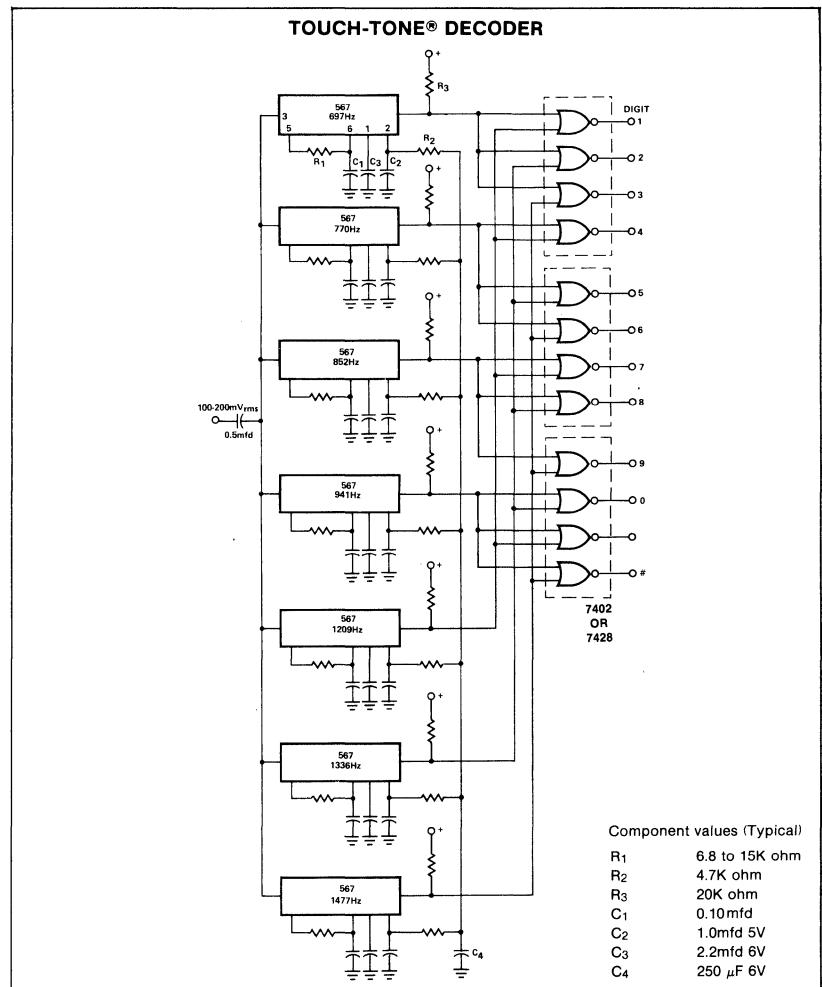 TOUCH-TONE® DECODER
+
R3
567
697Hz
3
5
6
1
2
R1
C1
C3
C2
R2
+
567
770Hz
+
567
852Hz
100-200mVrms
0.5mfd
+
567
941Hz
+
567
1209Hz
+
567
1336Hz
+
567
1477Hz
C4
DIGIT
1
2
3
4
5
6
7
8
9
0
#
7402
OR
7428
Component values (Typical)
R1 6.8 to 15K ohm
R2 4.7K ohm
R3 20K ohm
C1 0.10mfd
C2 1.0mfd 5V
C3 2.2mfd 6V
C4 250 μF 6V